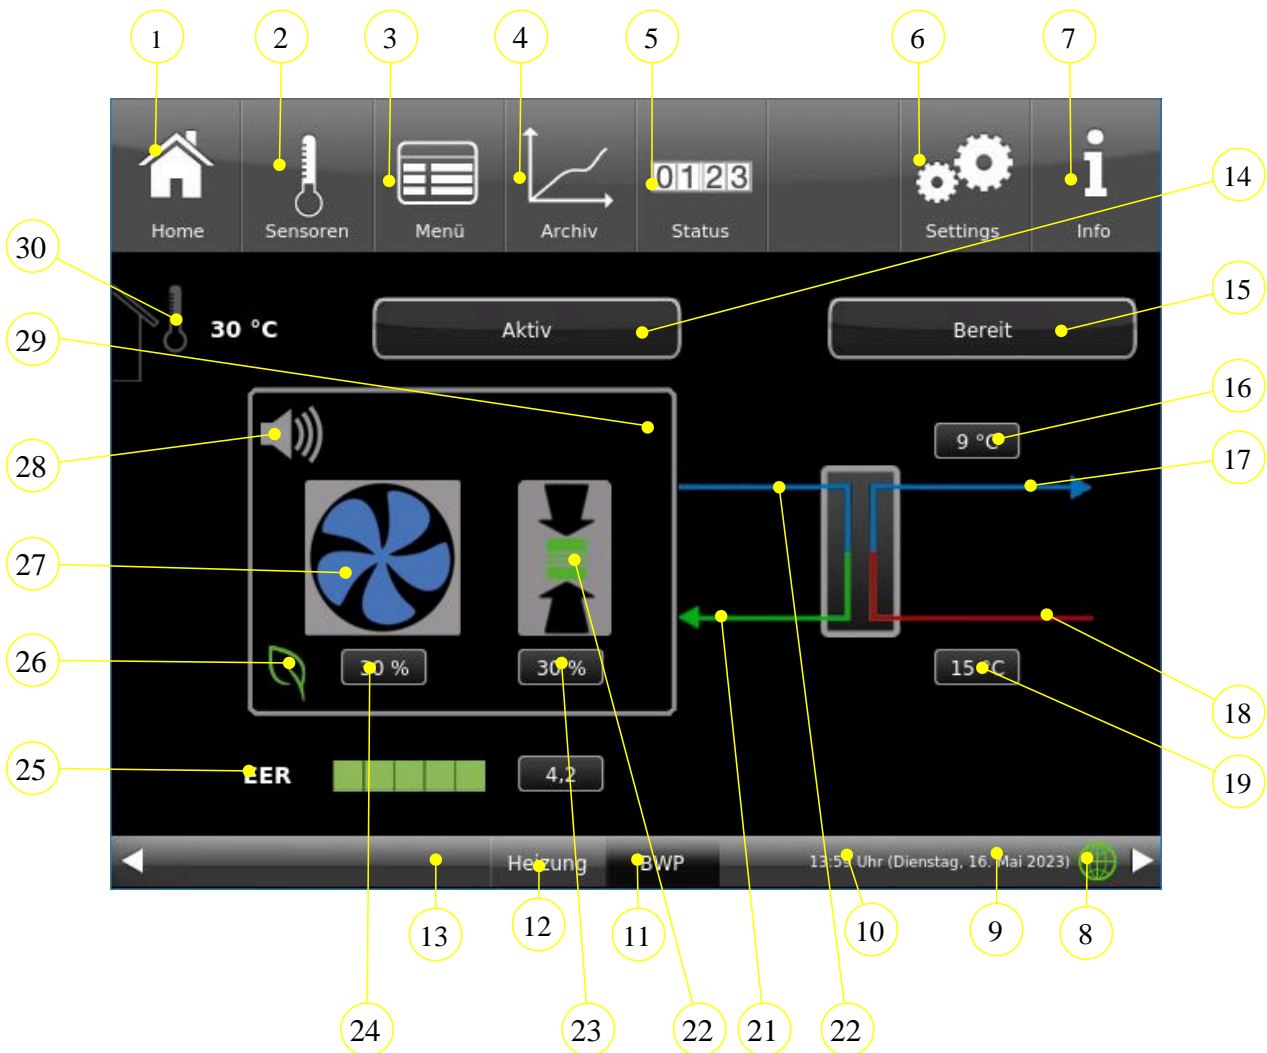 1 2 3 4 5 6 7
0123
Home Sensoren Menü Archiv Status Settings Info
14
30
15
30 °C Aktiv Bereit
29
16
9 °C
28
17
27
26
30 % 30 % 15 °C
18
25
EER 4,2
19
Heizung BWP 13:59 Uhr (Dienstag, 16. Mai 2023)
13 12 11 10 9 8
24 23 22 21 22